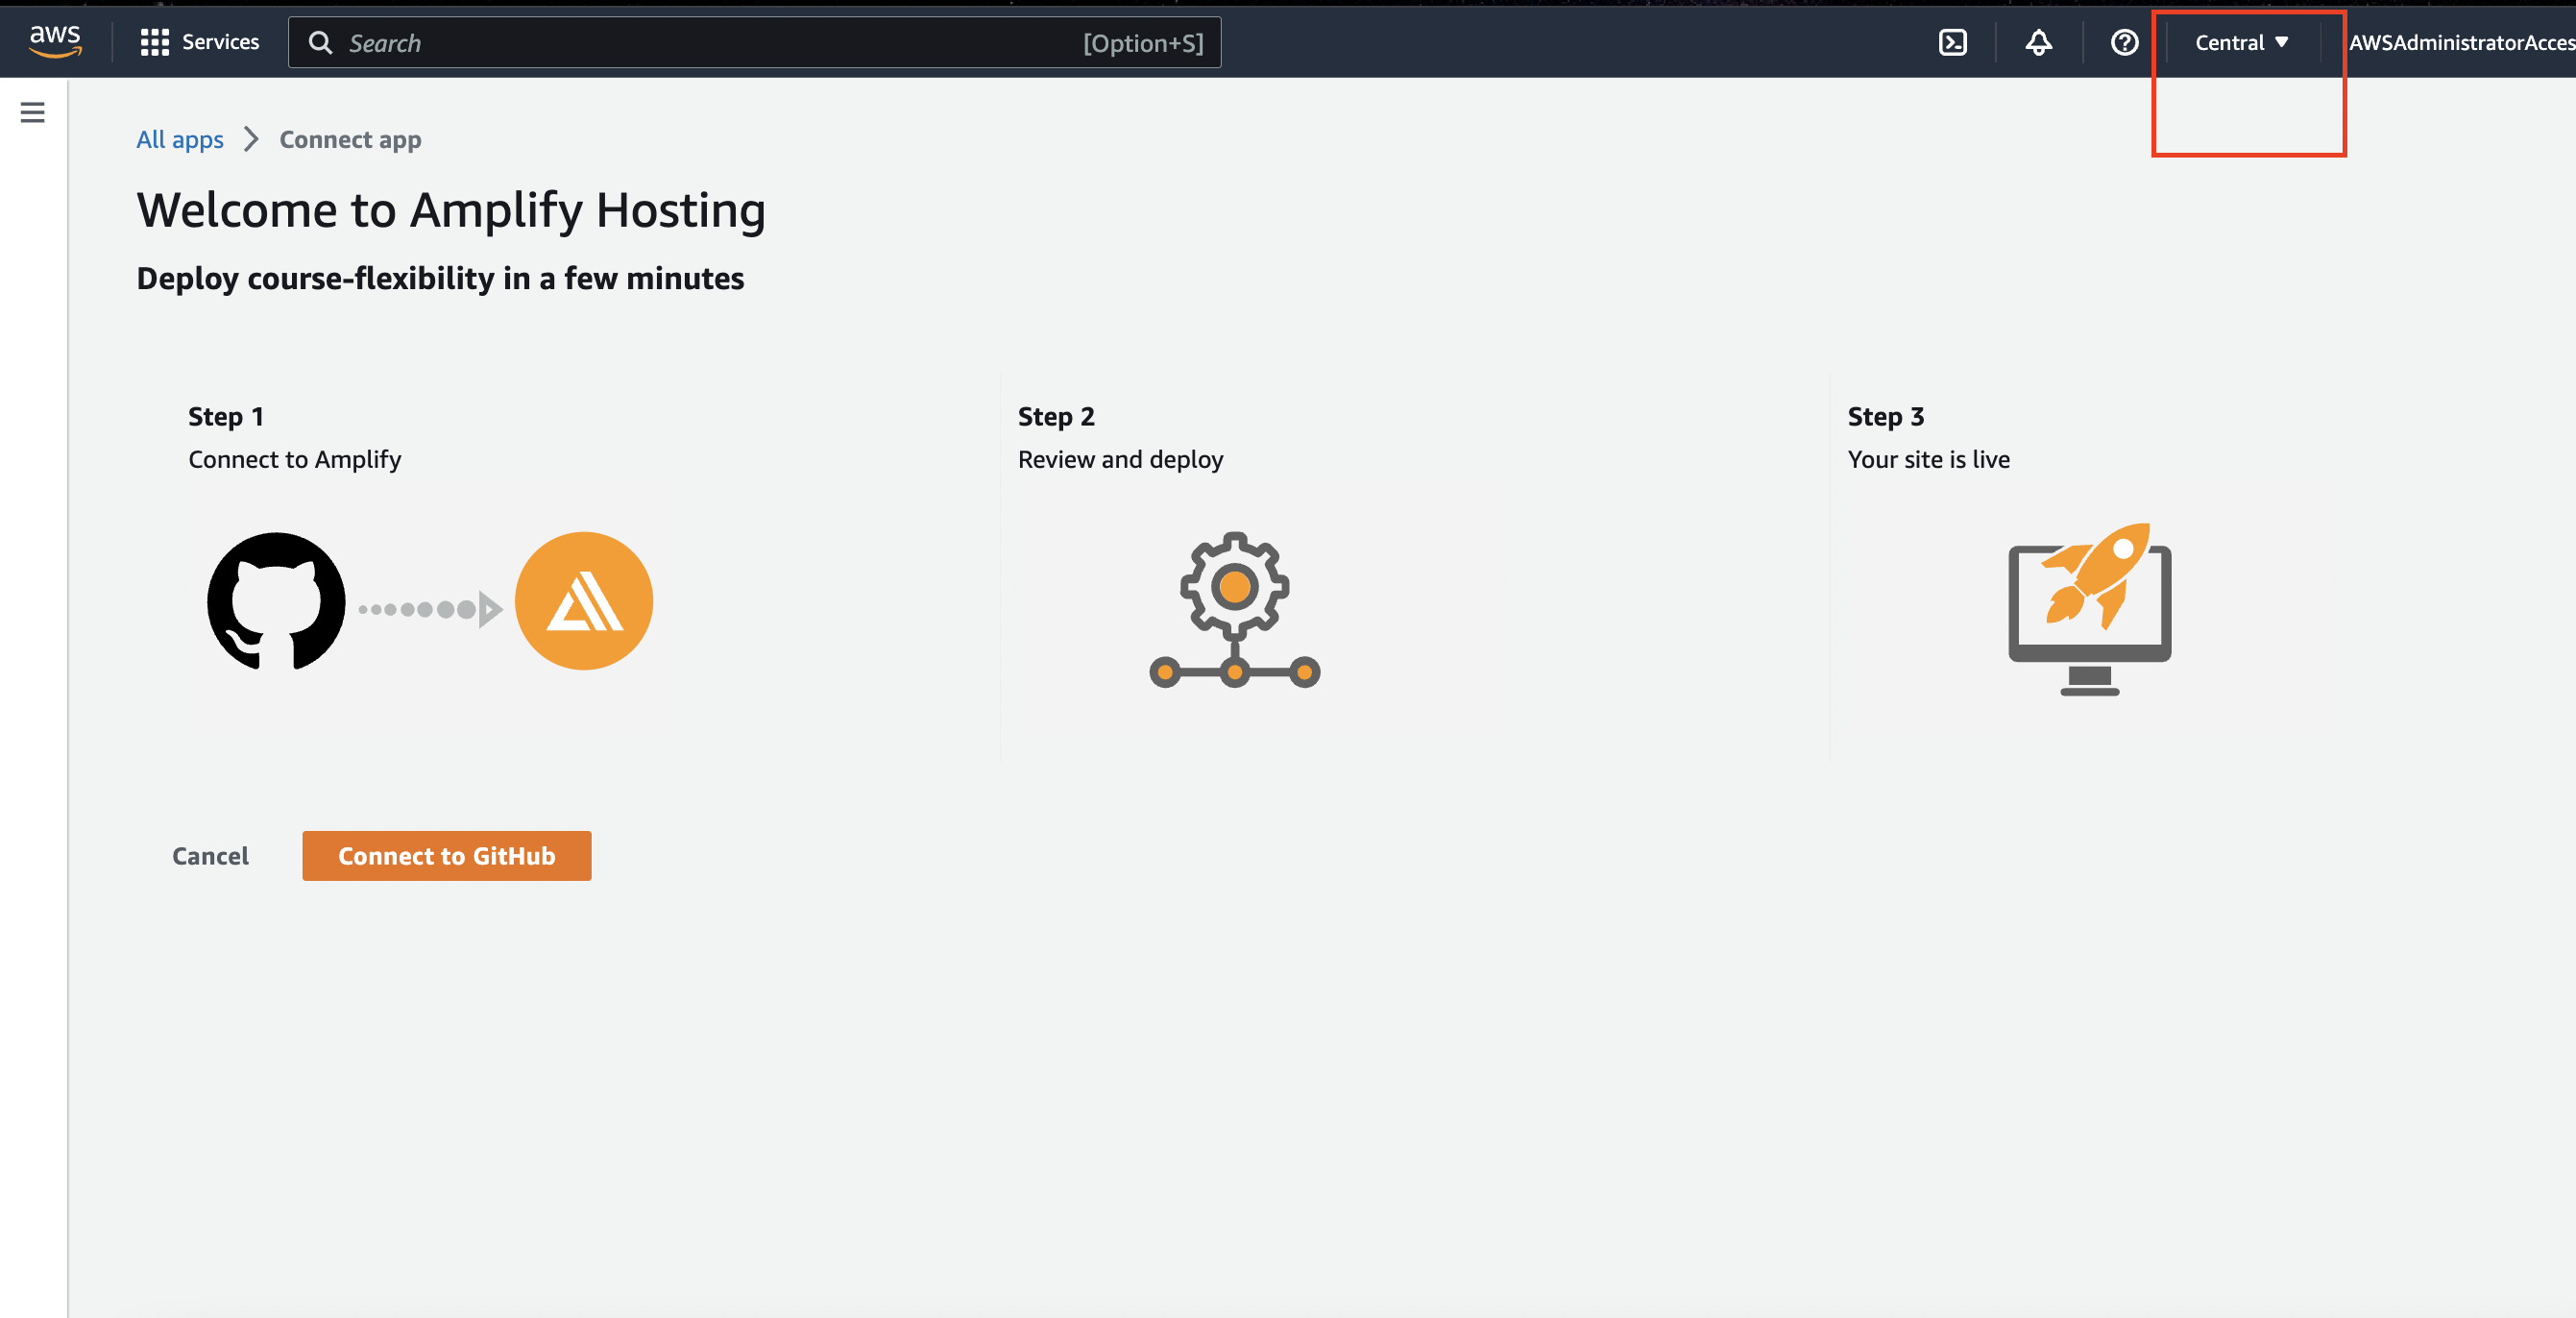 aws Services Search [Option+S] Central AWSAdministratorAcces
All apps Connect app
Welcome to Amplify Hosting
Deploy course-flexibility in a few minutes
Step 1
Connect to Amplify
Step 2
Review and deploy
Step 3
Your site is live
Cancel Connect to GitHub